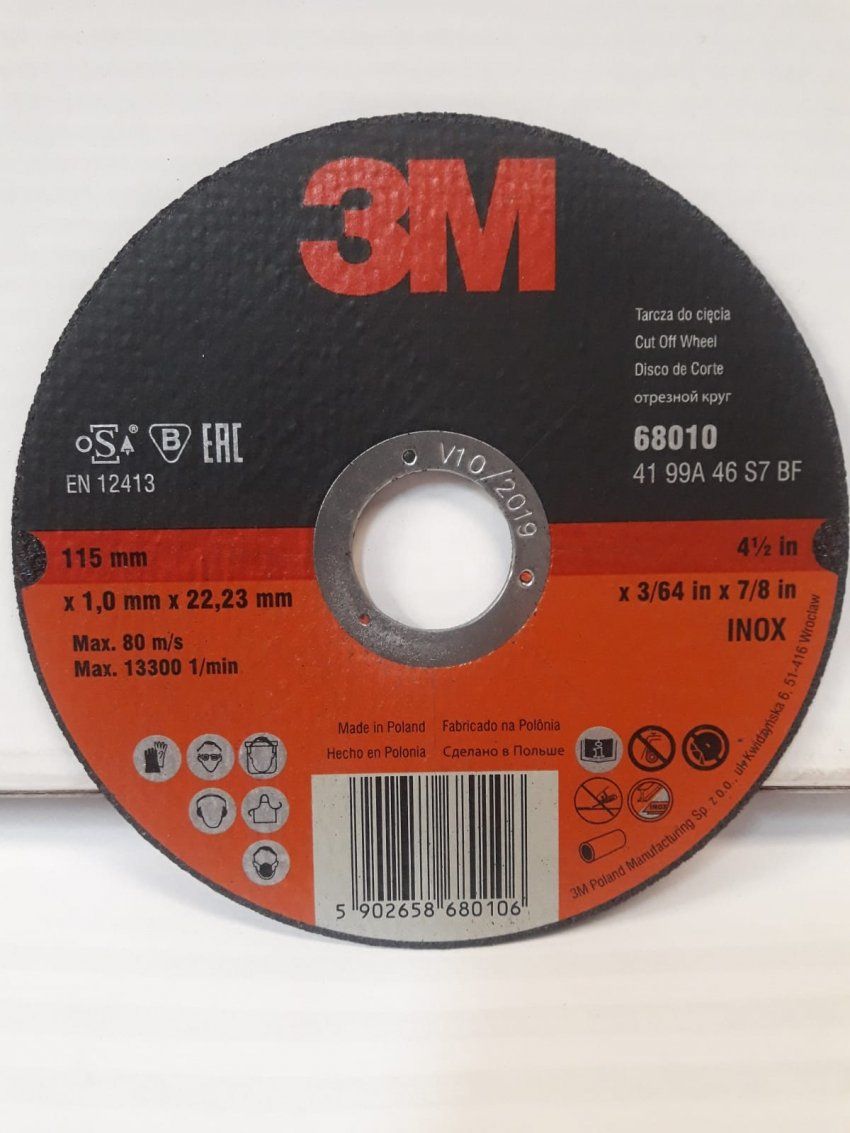 3M
Tarcza do cięcia
Cut Off Wheel
Disco de Corte
отрезной круг
68010
41 99A 46 S7 BF
oSa®
B
EAC
EN 12413
V10/2019
115 mm
x 1,0 mm x 22,23 mm
Max. 80 m/s
Max. 13300 1/min
4½ in
x 3/64 in x 7/8 in
INOX
Made in Poland
Fabricado na Polônia
Hecho en Polonia
Сделано в Польше
INOX
5 902658 680106
3M Poland Manufacturing Sp. z o.o., ul. Kwidzyńska 6, 51-416 Wrocław